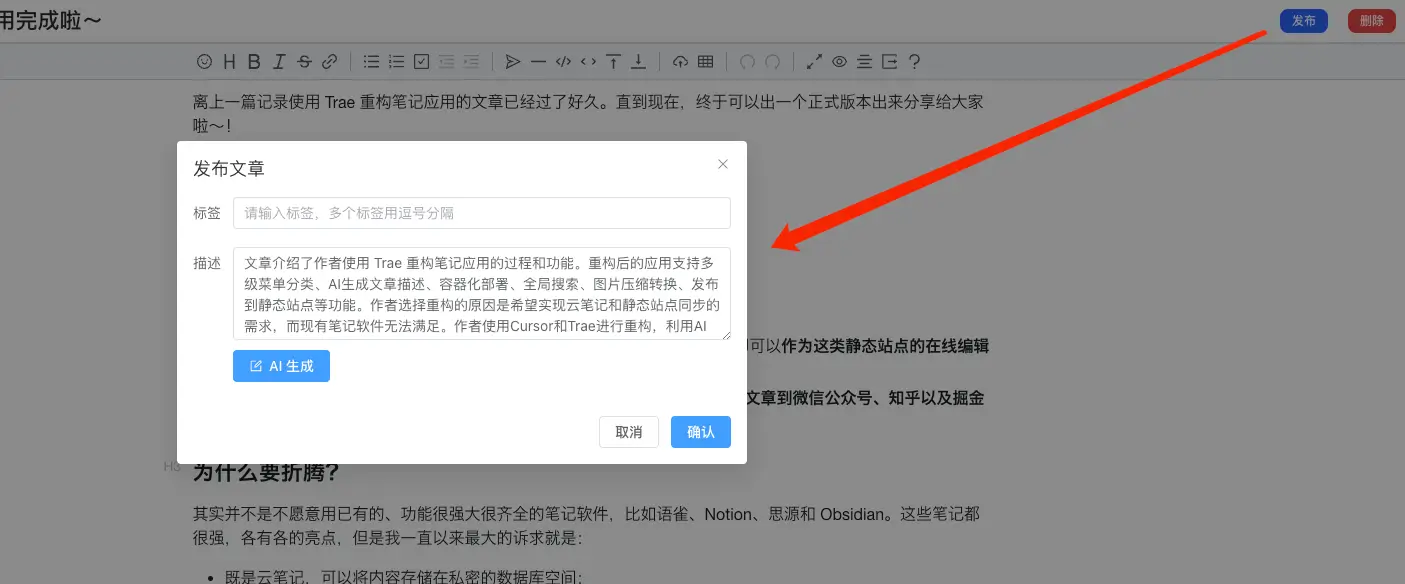 用完成啦～
发布
删除
离上一篇记录使用 Trae 重构笔记应用的文章已经过了好久。直到现在，终于可以出一个正式版本出来分享给大家
啦～！
发布文章
标签
请输入标签，多个标签用逗号分隔
描述
文章介绍了作者使用 Trae 重构笔记应用的过程和功能。重构后的应用支持多
级菜单分类、AI生成文章描述、容器化部署、全局搜索、图片压缩转换、发布
到静态站点等功能。作者选择重构的原因是希望实现云笔记和静态站点同步的
需求，而现有笔记软件无法满足。作者使用Cursor和Trae进行重构，利用AI
可以作为这类静态站点的在线编辑
AI 生成
文章到微信公众号、知乎以及掘金
取消
确认
H3
为什么要折腾？
其实并不是不愿意用已有的、功能很强大很齐全的笔记软件，比如语雀、Notion、思源和 Obsidian。这些笔记都
很强，各有各的亮点，但是我一直以来最大的诉求就是：
• 既是云笔记，可以将内容存储在私密的数据库空间；